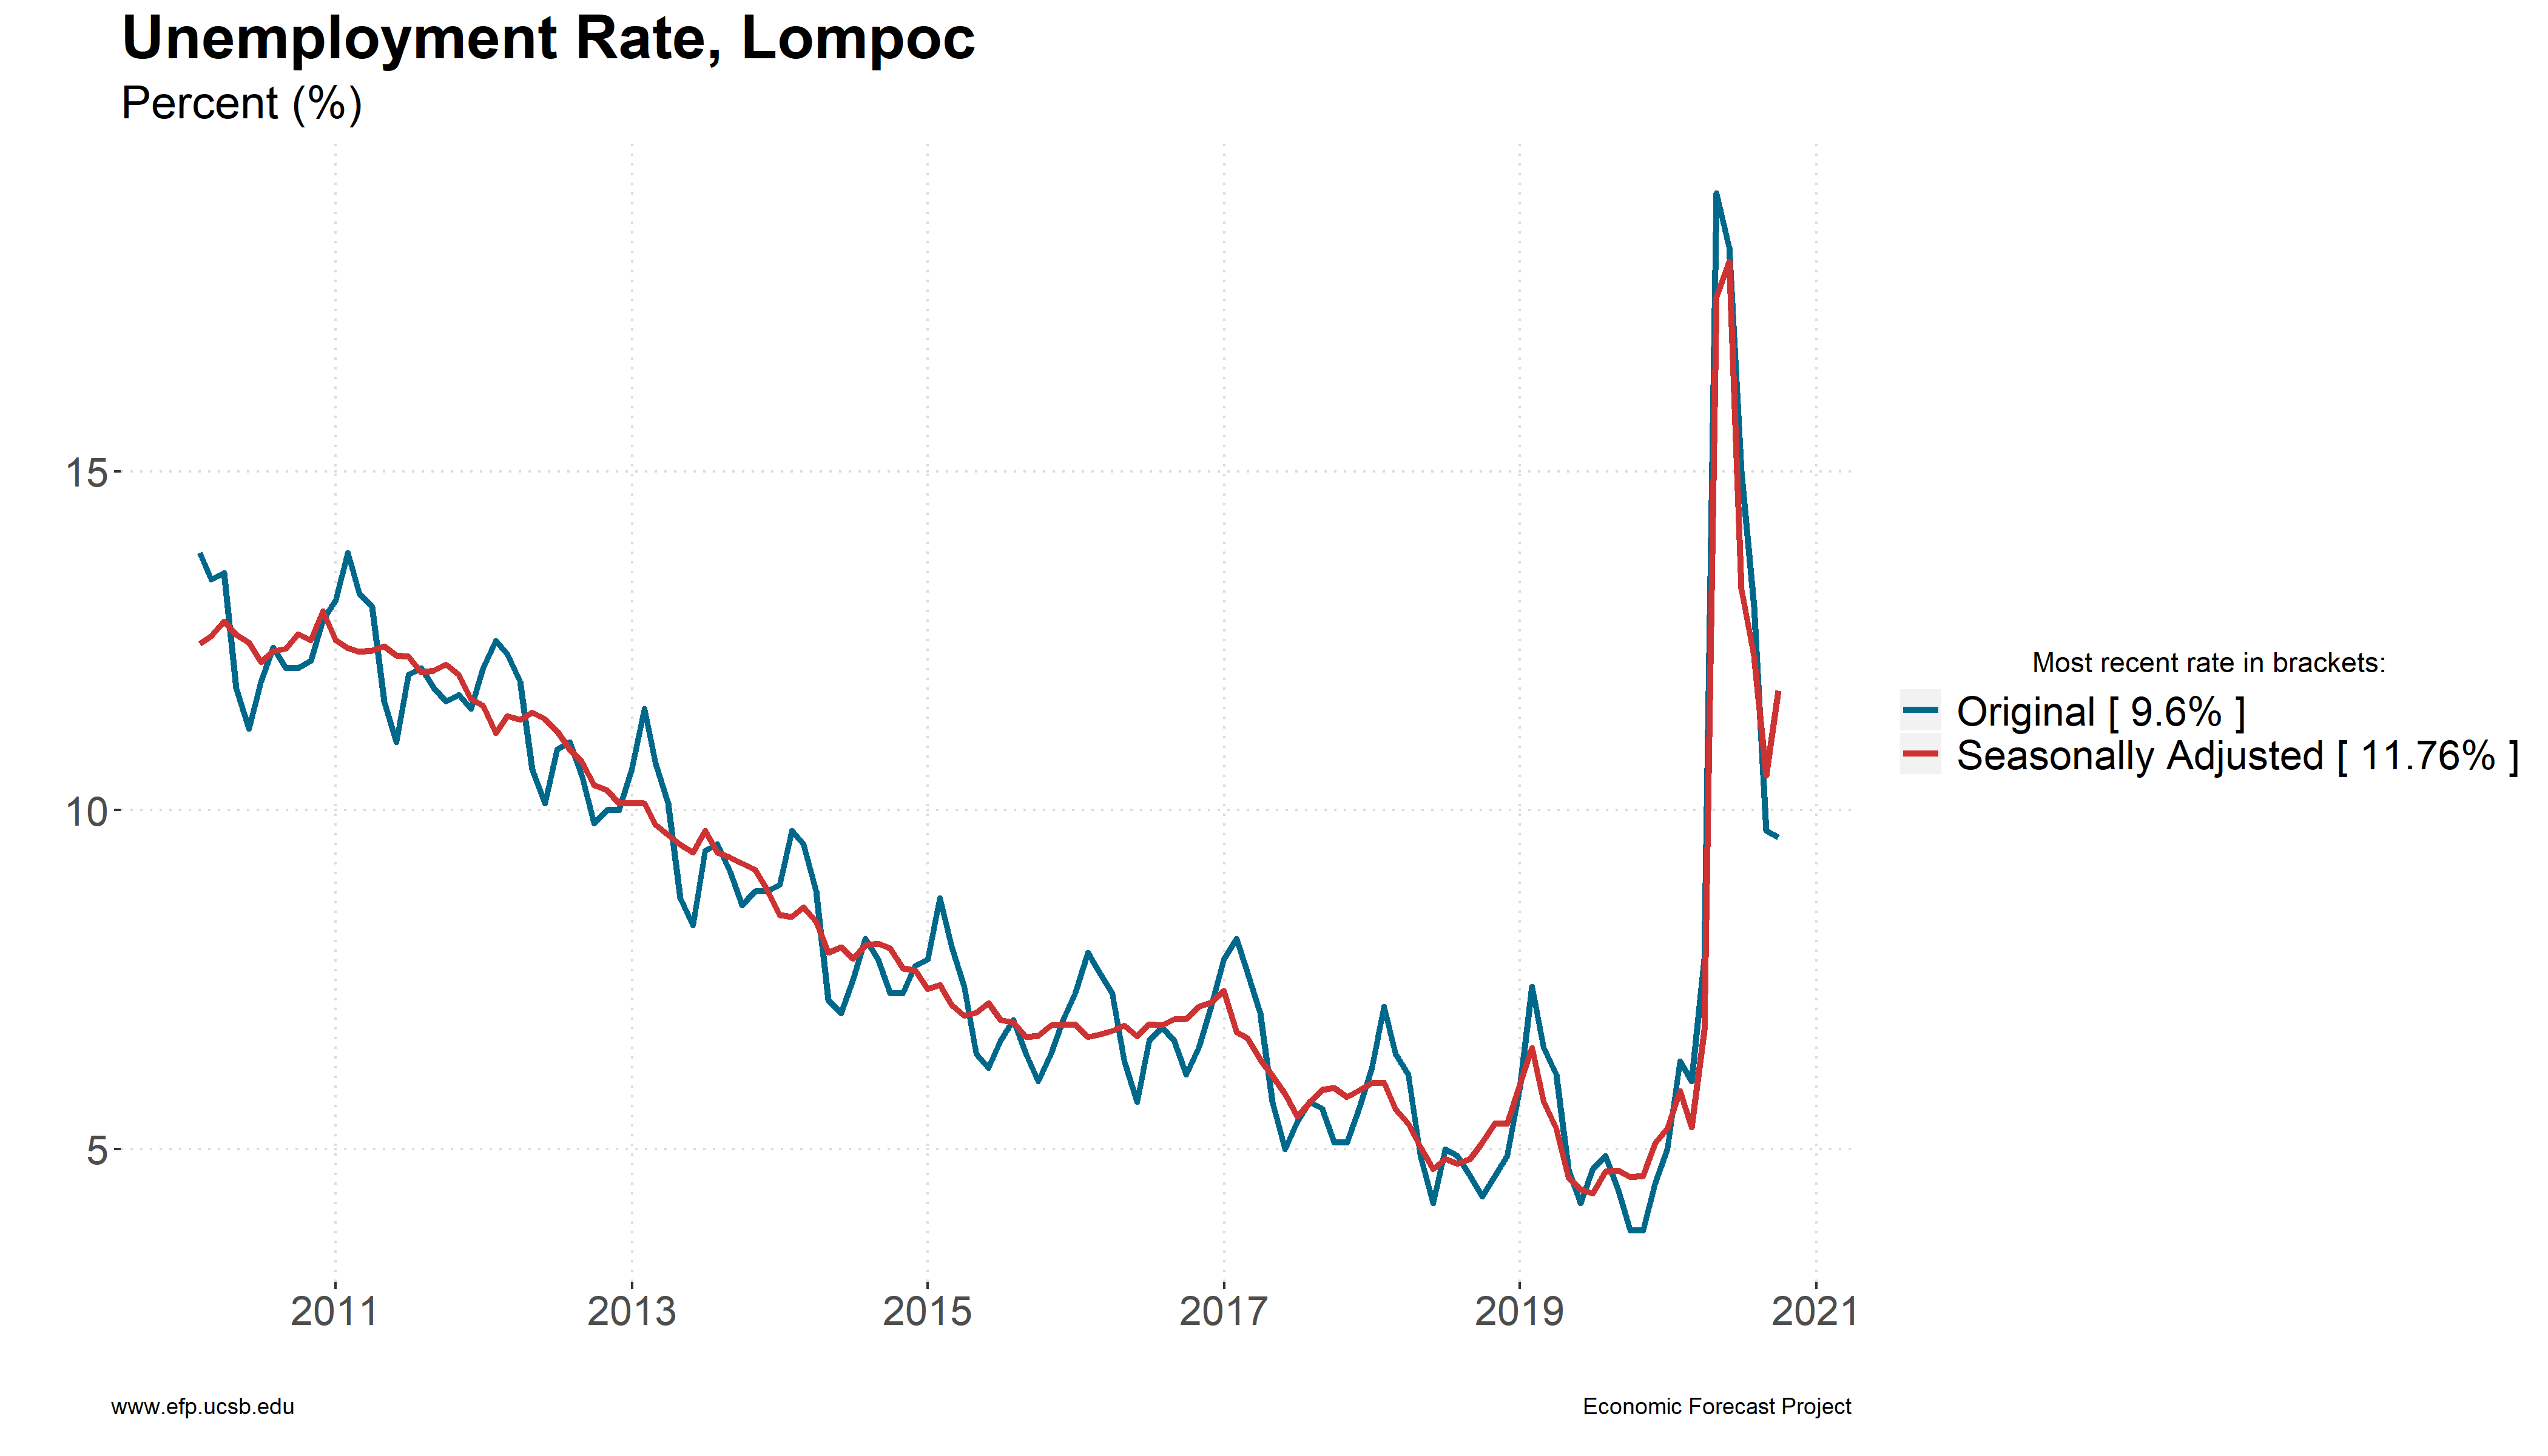 Unemployment Rate, Lompoc
Percent (%)
15
10
5
2011 2013 2015 2017 2019 2021
Most recent rate in brackets:
Original [ 9.6% ]
Seasonally Adjusted [ 11.76% ]
www.efp.ucsb.edu
Economic Forecast Project